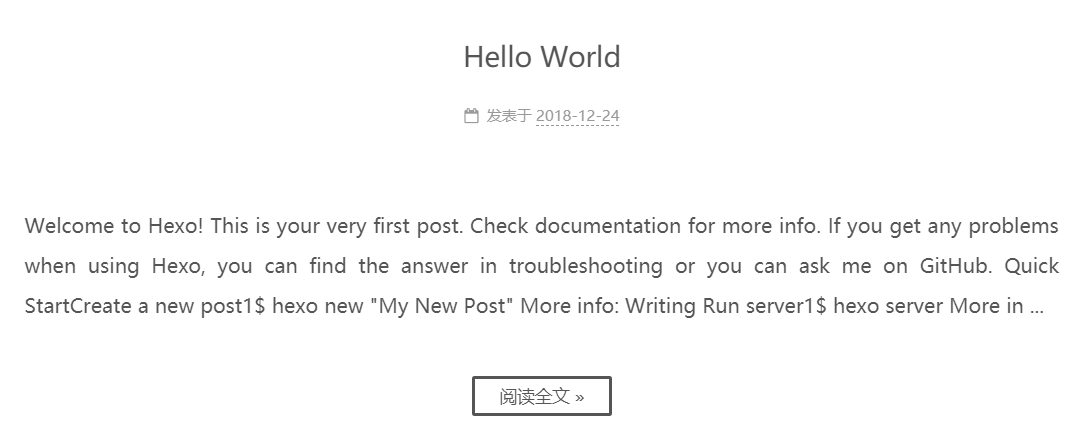 Hello World
发表于 2018-12-24
Welcome to Hexo! This is your very first post. Check documentation for more info. If you get any problems
when using Hexo, you can find the answer in troubleshooting or you can ask me on GitHub. Quick
StartCreate a new post1$ hexo new "My New Post" More info: Writing Run server1$ hexo server More in ...
阅读全文 »